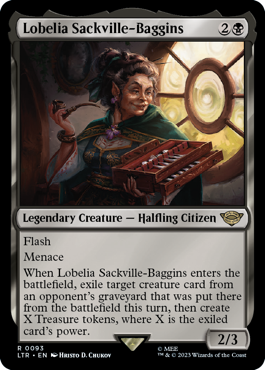 Lobelia Sackville-Baggins 2
Legendary Creature — Halfling Citizen
Flash
Menace
When Lobelia Sackville-Baggins enters the
battlefield, exile target creature card from
an opponent's graveyard that was put there
from the battlefield this turn, then create
X Treasure tokens, where X is the exiled
card's power.
2/3
R 0093
LTR • EN Hristo D. Chukov
© MEE
™ & © 2023 Wizards of the Coast